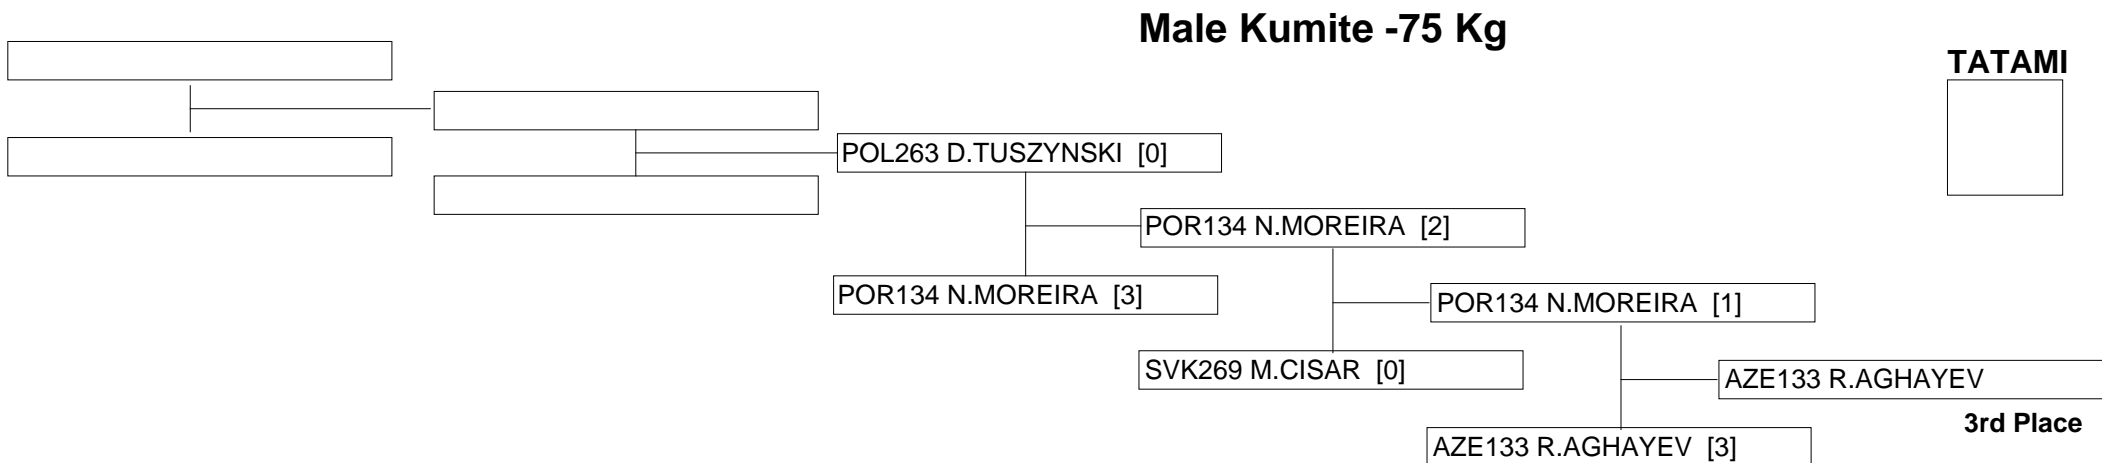 Male Kumite -75 Kg
TATAMI
POL263 D.TUSZYNSKI [0]
POR134 N.MOREIRA [2]
POR134 N.MOREIRA [3]
POR134 N.MOREIRA [1]
SVK269 M.CISAR [0]
AZE133 R.AGHAYEV
3rd Place
AZE133 R.AGHAYEV [3]